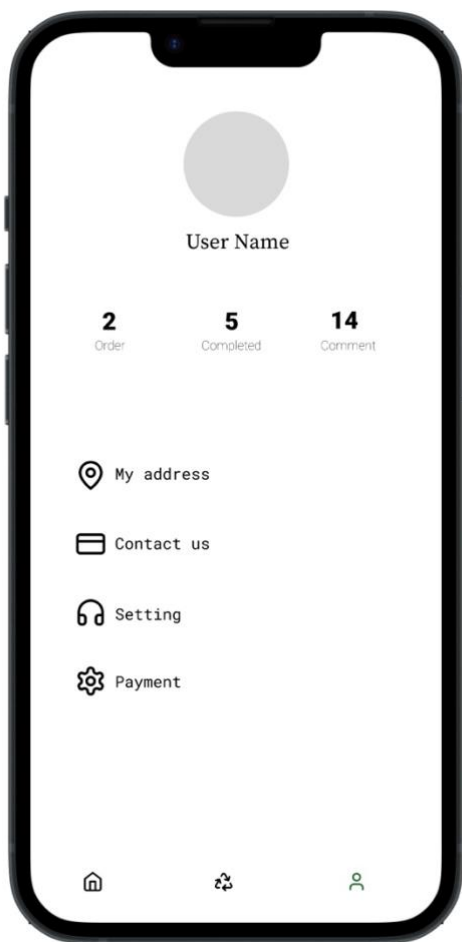 User Name
2 5 14
Order Completed Comment
My address
Contact us
Setting
Payment